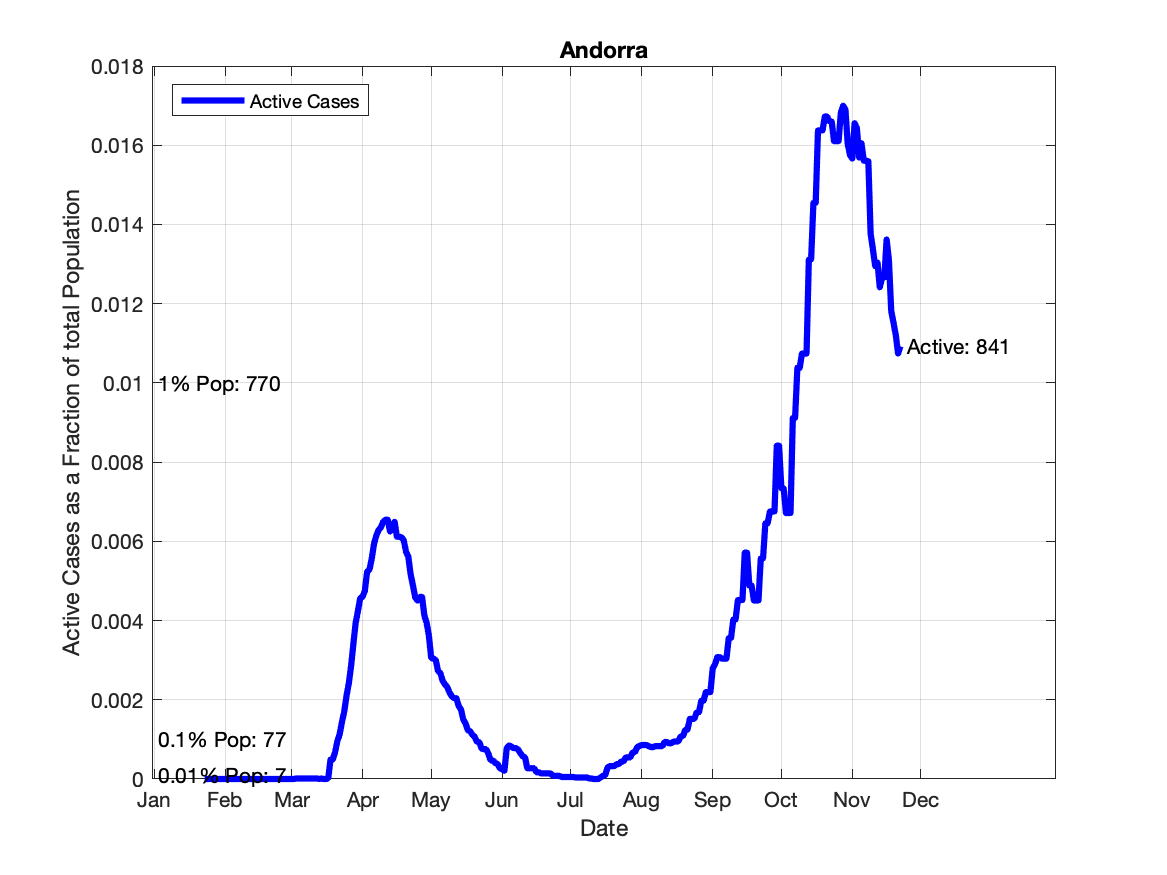 Andorra
Active Cases
0.018
0.016
0.014
0.012
0.01
0.008
0.006
0.004
0.002
0
Active Cases as a Fraction of total Population
Active: 841
1% Pop: 770
0.1% Pop: 77
0.01% Pop: 7
Jan Feb Mar Apr May Jun Jul Aug Sep Oct Nov Dec
Date